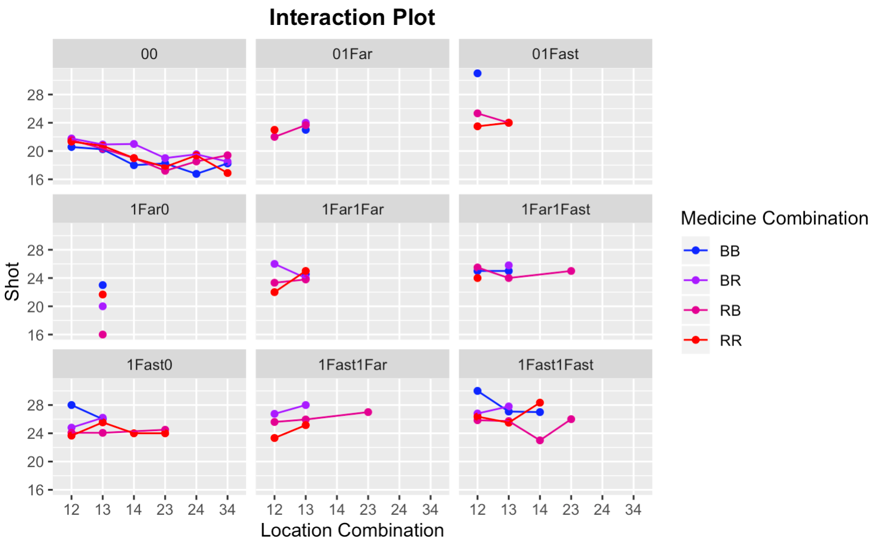 Interaction Plot
00 01Far 01Fast
28
24
20
16
1Far0 1Far1Far 1Far1Fast
28
24
20
16
1Fast0 1Fast1Far 1Fast1Fast
28
24
20
16
12 13 14 23 24 34 12 13 14 23 24 34 12 13 14 23 24 34
Location Combination
Shot
Medicine Combination
BB
BR
RB
RR